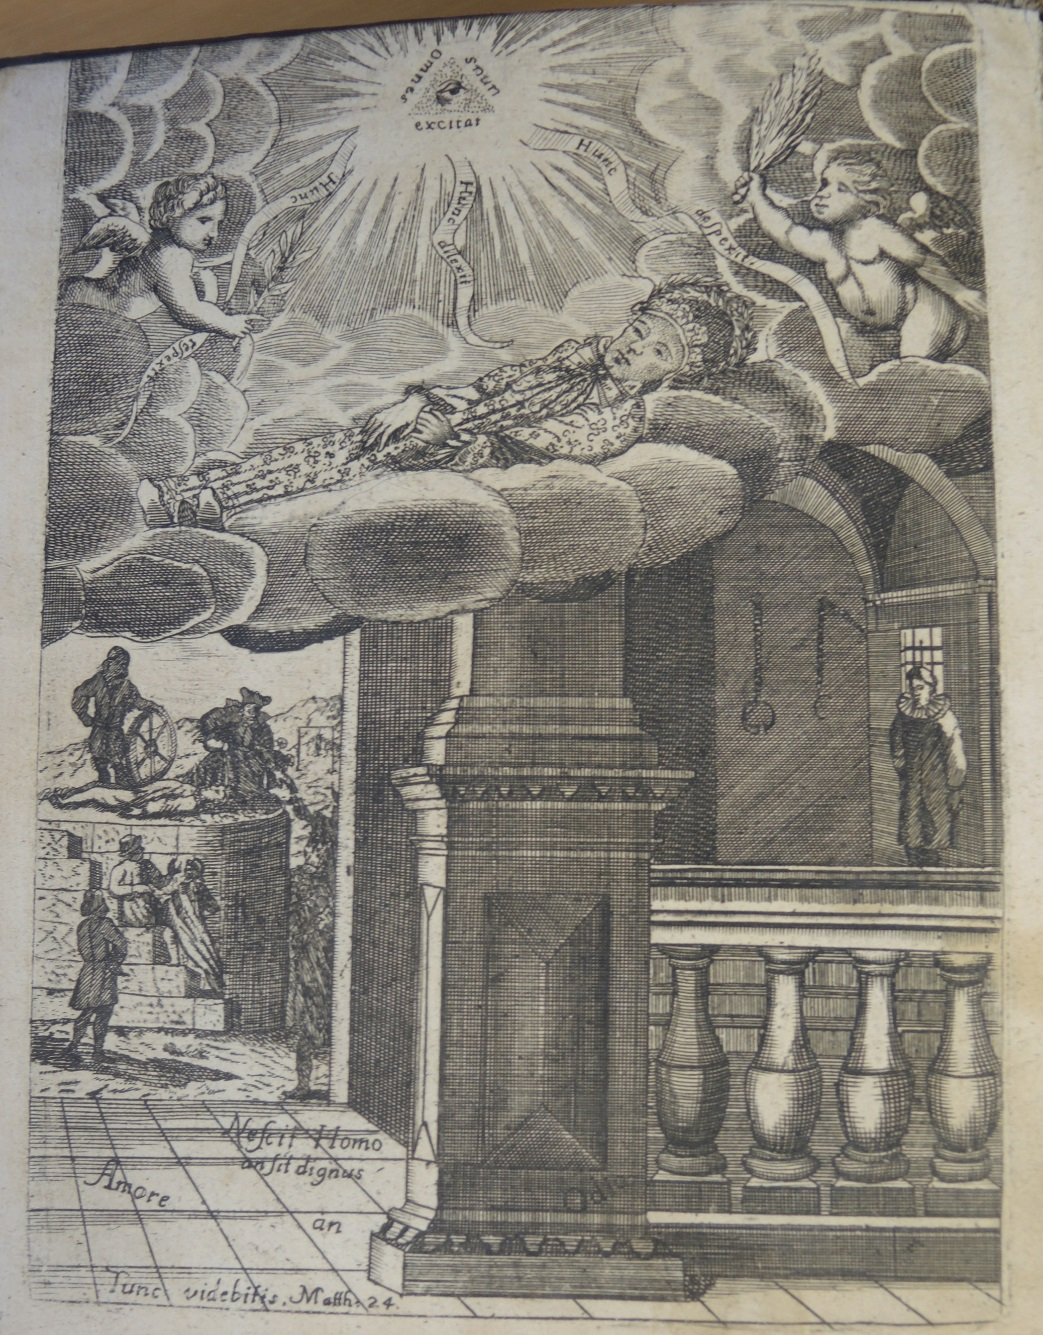 Omnes unus
excitat
Hunc respexit
Hunc dilexit
Hunc despexit
Neſcit Homo
an ſit dignus
Amore
an
Odio
Tunc videbitis. Matth. 24.